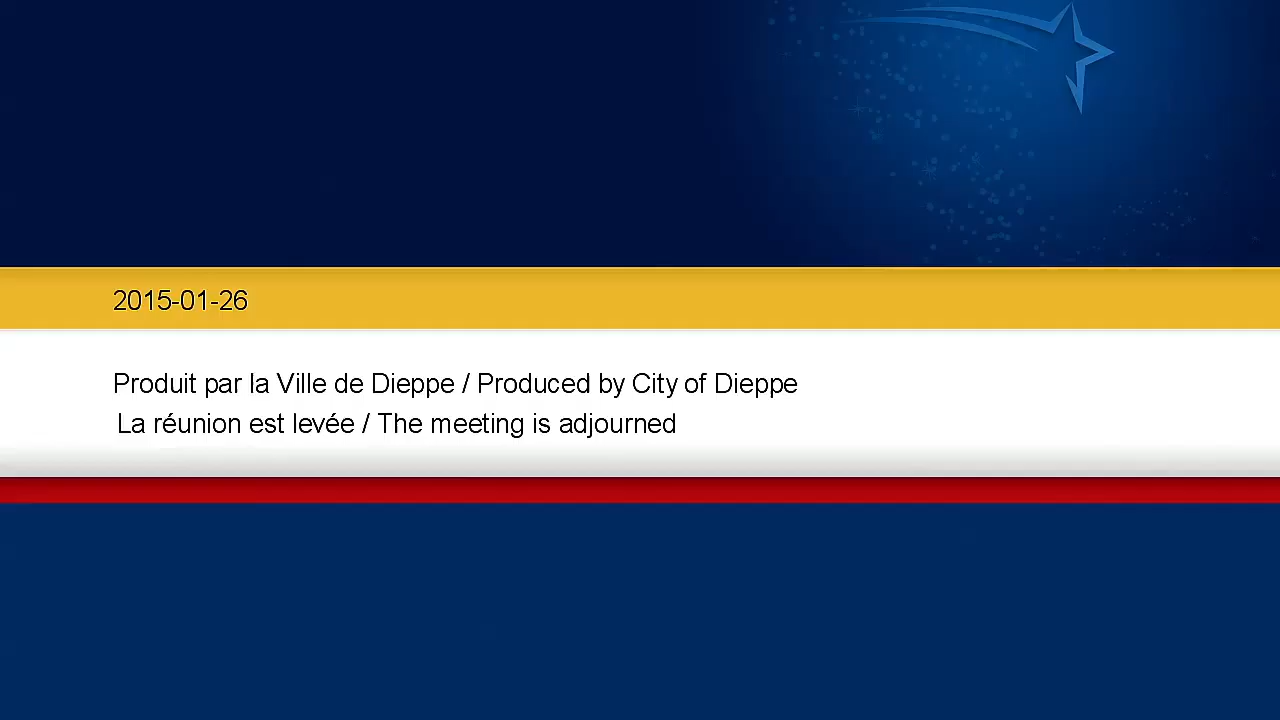 2015-01-26
Produit par la Ville de Dieppe / Produced by City of Dieppe
La réunion est levée / The meeting is adjourned